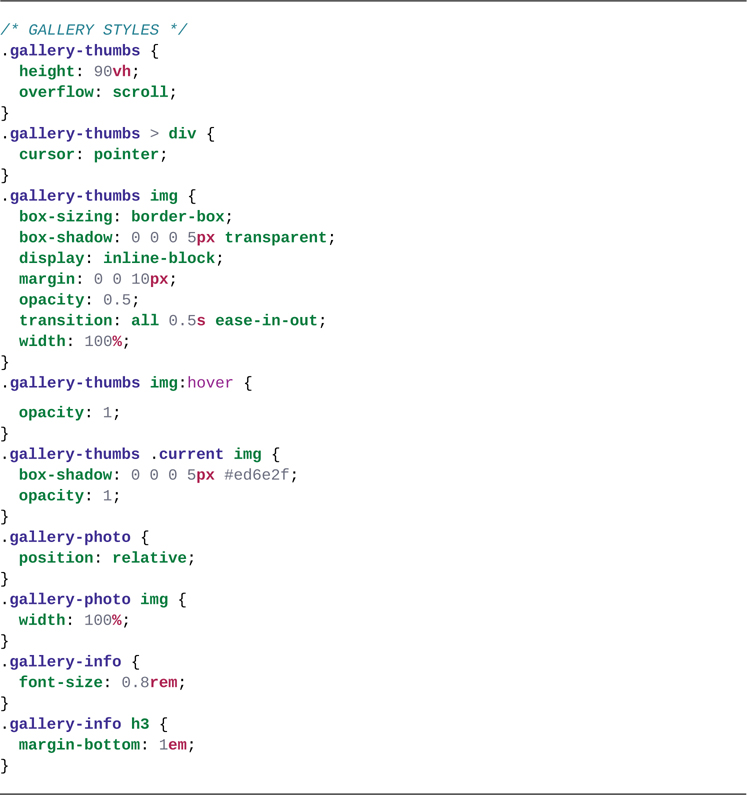 /* GALLERY STYLES */
.gallery-thumbs {
  height: 90vh;
  overflow: scroll;
}
.gallery-thumbs > div {
  cursor: pointer;
}
.gallery-thumbs img {
  box-sizing: border-box;
  box-shadow: 0 0 0 5px transparent;
  display: inline-block;
  margin: 0 0 10px;
  opacity: 0.5;
  transition: all 0.5s ease-in-out;
  width: 100%;
}
.gallery-thumbs img:hover {
  opacity: 1;
}
.gallery-thumbs .current img {
  box-shadow: 0 0 0 5px #ed6e2f;
  opacity: 1;
}
.gallery-photo {
  position: relative;
}
.gallery-photo img {
  width: 100%;
}
.gallery-info {
  font-size: 0.8rem;
}
.gallery-info h3 {
  margin-bottom: 1em;
}